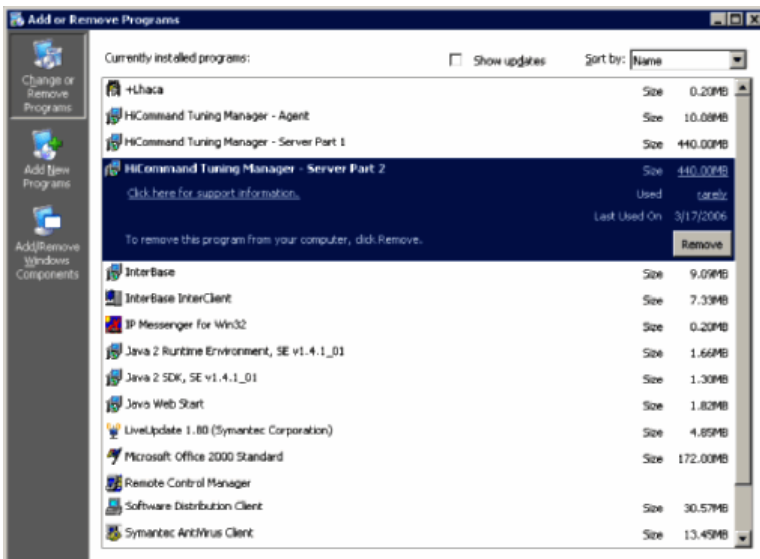 Add or Remove Programs
Change or
Remove
Programs
Add New
Programs
Add/Remove
Windows
Components
Currently installed programs:
Show updates
Sort by: Name
+Lhaca Size 0.20MB
HiCommand Tuning Manager - Agent Size 10.08MB
HiCommand Tuning Manager - Server Part 1 Size 440.00MB
HiCommand Tuning Manager - Server Part 2 Size 440.00MB
Click here for support information. Used rarely
Last Used On 3/17/2006
To remove this program from your computer, click Remove. Remove
InterBase Size 9.09MB
InterBase InterClient Size 7.33MB
IP Messenger for Win32 Size 0.20MB
Java 2 Runtime Environment, SE v1.4.1_01 Size 1.66MB
Java 2 SDK, SE v1.4.1_01 Size 1.30MB
Java Web Start Size 1.82MB
LiveUpdate 1.80 (Symantec Corporation) Size 4.85MB
Microsoft Office 2000 Standard Size 172.00MB
Remote Control Manager
Software Distribution Client Size 30.57MB
Symantec AntiVirus Client Size 13.45MB